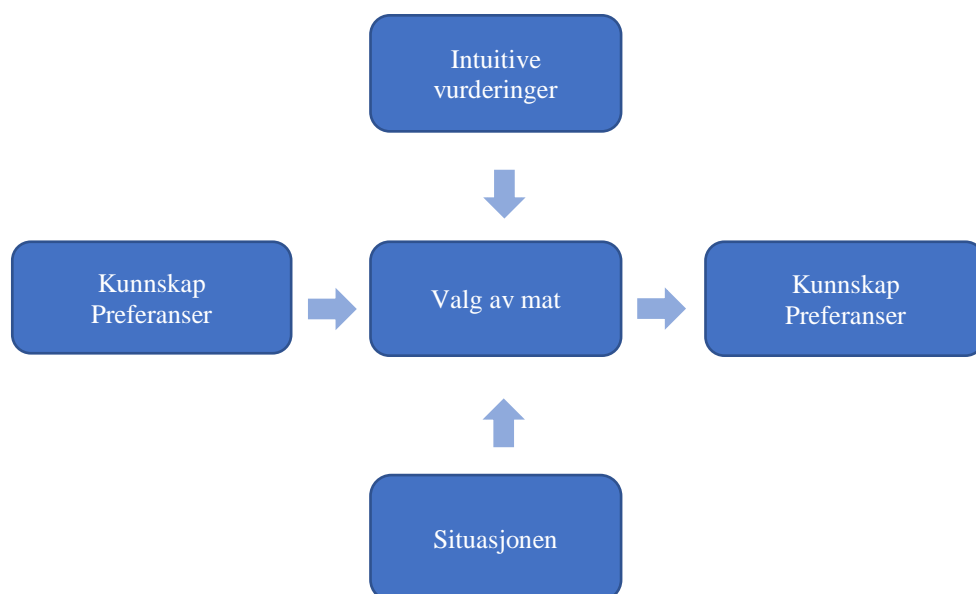 Intuitive
vurderinger
Kunnskap
Preferanser
Valg av mat
Kunnskap
Preferanser
Situasjonen